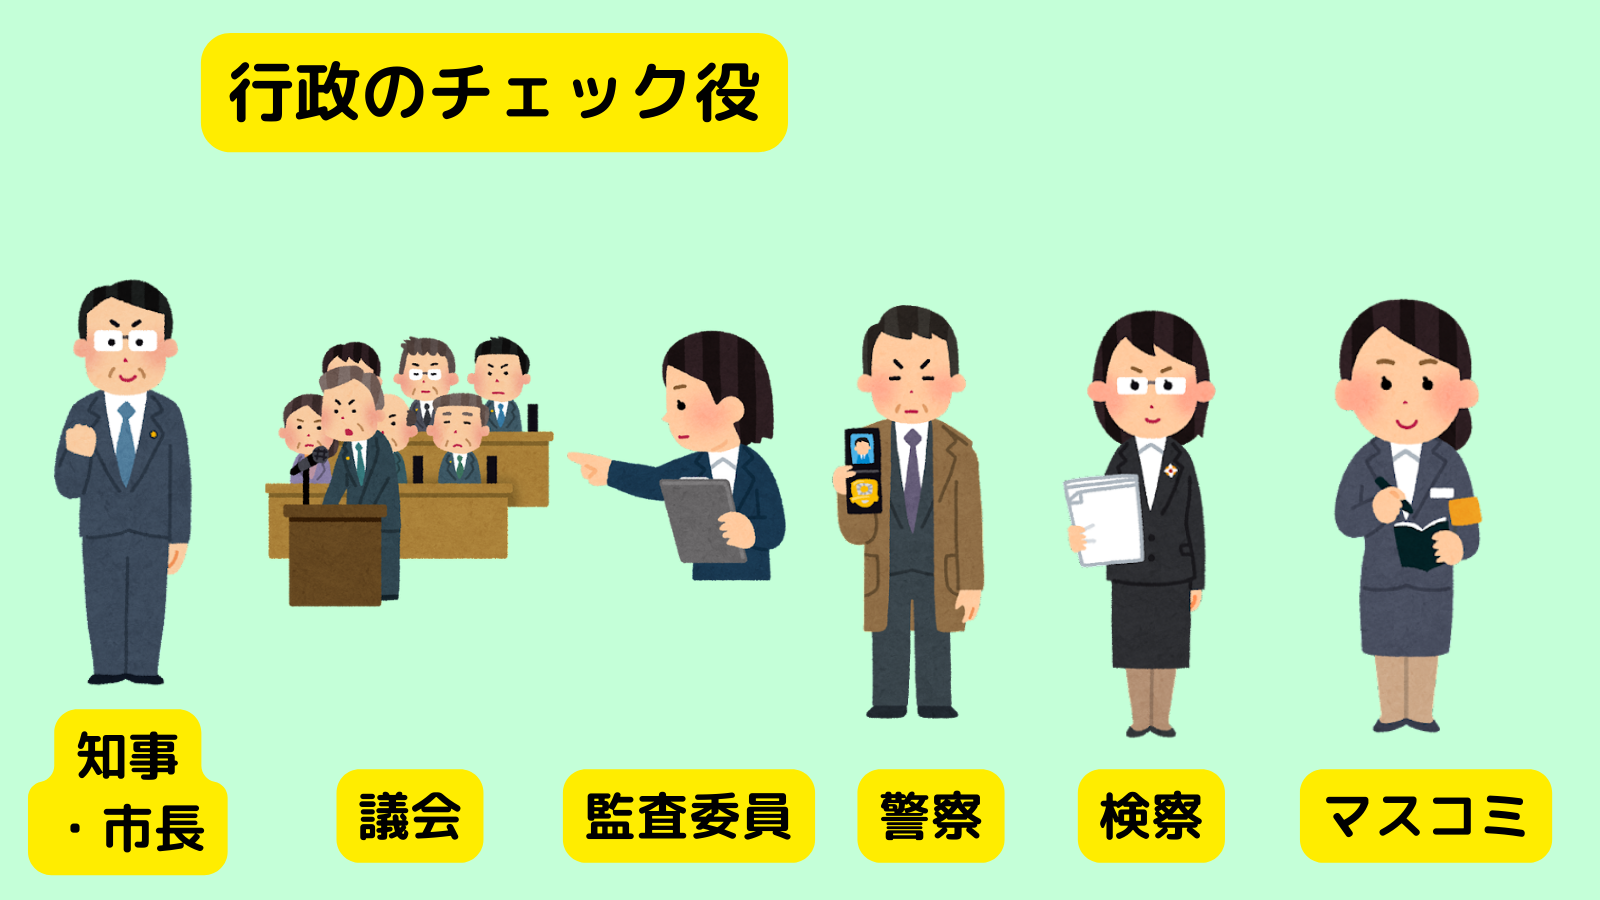 行政のチェック役
知事
・市長
議会
監査委員
警察
検察
マスコミ